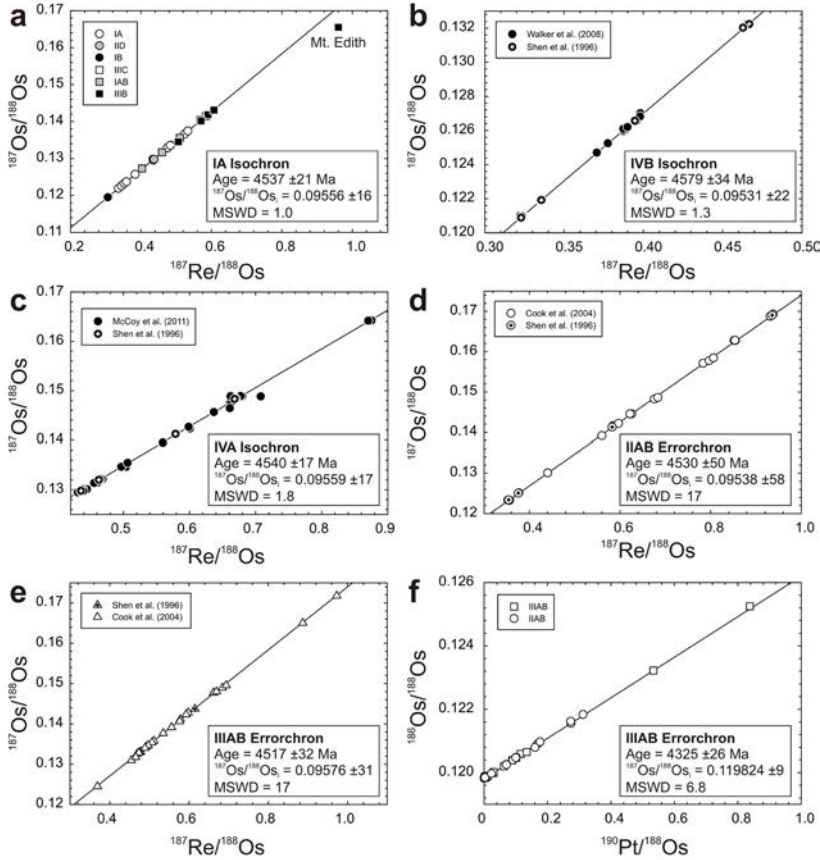 a
0.17
0.16
0.15
0.14
0.13
0.12
0.11
0.2 0.4 0.6 0.8 1.0
187Os/188Os
187Re/188Os
IA
IID
IB
IIIC
IAB
IIIB
Mt. Edith
IA Isochron
Age = 4537 ±21 Ma
187Os/188Osi = 0.09556 ±16
MSWD = 1.0
b
0.132
0.130
0.128
0.126
0.124
0.122
0.120
0.30 0.35 0.40 0.45 0.50
187Os/188Os
187Re/188Os
Walker et al. (2008)
Shen et al. (1996)
IVB Isochron
Age = 4579 ±34 Ma
187Os/188Osi = 0.09531 ±22
MSWD = 1.3
c
0.17
0.16
0.15
0.14
0.13
0.5 0.6 0.7 0.8 0.9
187Os/188Os
187Re/188Os
McCoy et al. (2011)
Shen et al. (1996)
IVA Isochron
Age = 4540 ±17 Ma
187Os/188Osi = 0.09559 ±17
MSWD = 1.8
d
0.17
0.16
0.15
0.14
0.13
0.12
0.4 0.6 0.8 1.0
187Os/188Os
187Re/188Os
Cook et al. (2004)
Shen et al. (1996)
IIAB Errorchron
Age = 4530 ±50 Ma
187Os/188Osi = 0.09538 ±58
MSWD = 17
e
0.17
0.16
0.15
0.14
0.13
0.12
0.4 0.6 0.8 1.0
187Os/188Os
187Re/188Os
Shen et al. (1996)
Cook et al. (2004)
IIIAB Errorchron
Age = 4517 ±32 Ma
187Os/188Osi = 0.09576 ±31
MSWD = 17
f
0.126
0.124
0.122
0.120
0 0.2 0.4 0.6 0.8 1.0
186Os/188Os
190Pt/188Os
IIIAB
IIAB
IIIAB Errorchron
Age = 4325 ±26 Ma
187Os/188Osi = 0.119824 ±9
MSWD = 6.8